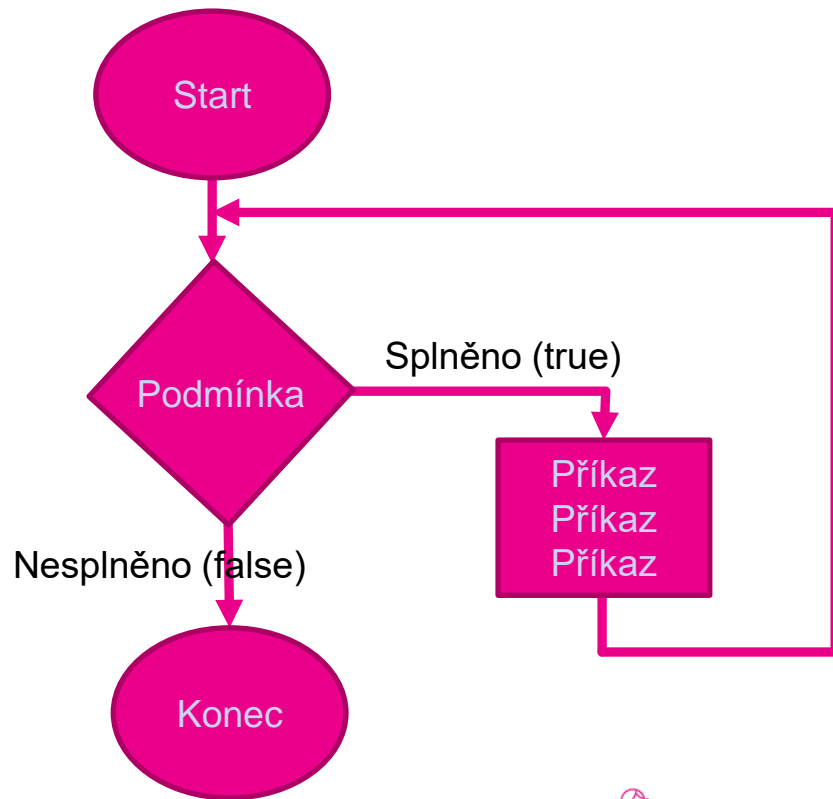 Start
Splněno (true)
Podmínka
Příkaz
Příkaz
Příkaz
Nesplněno (false)
Konec